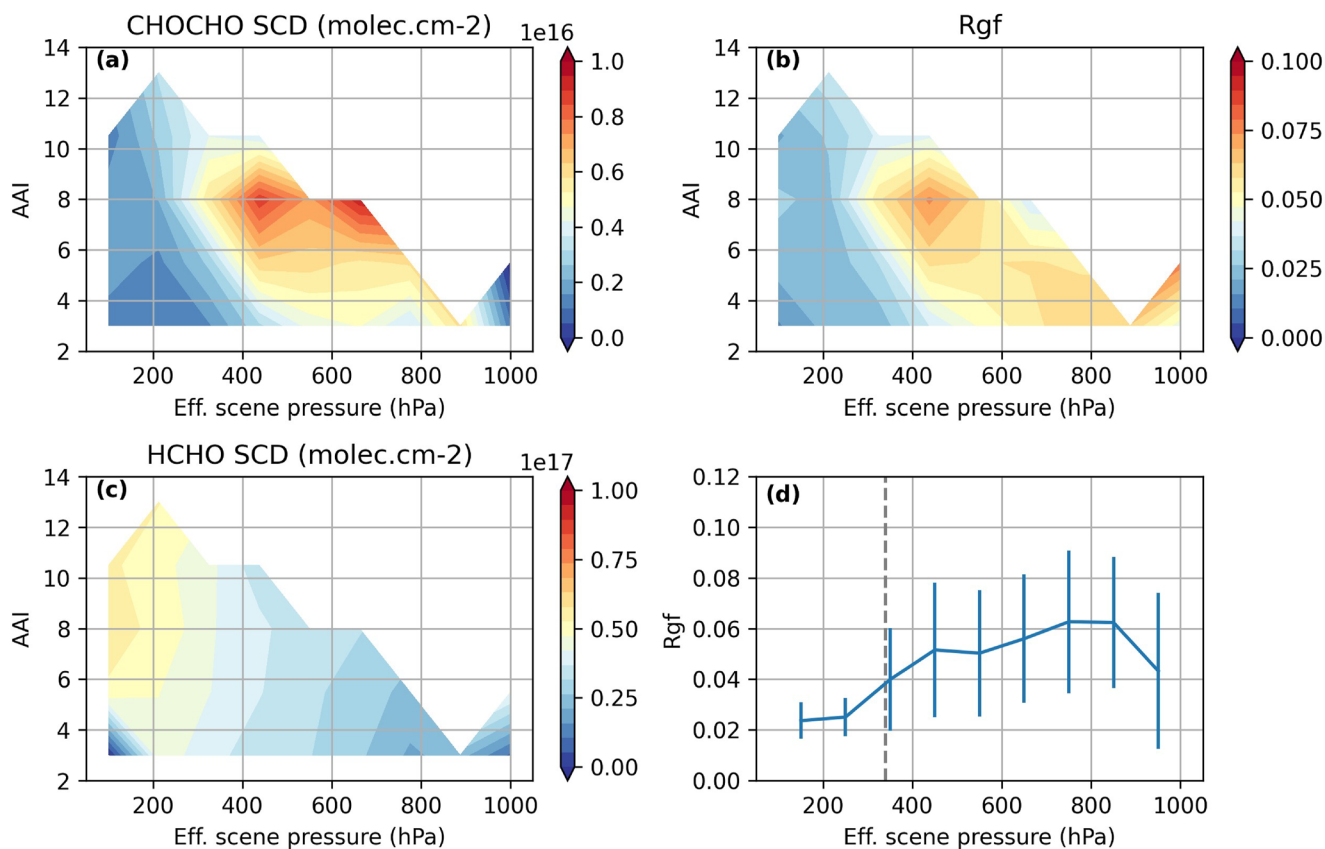 CHOCHO SCD (molec.cm-2)
1e16
(a)
14
12
10
8
6
4
2
AAI
200 400 600 800 1000
Eff. scene pressure (hPa)
1.0
0.8
0.6
0.4
0.2
0.0
Rgf
(b)
14
12
10
8
6
4
2
AAI
200 400 600 800 1000
Eff. scene pressure (hPa)
0.100
0.075
0.050
0.025
0.000
HCHO SCD (molec.cm-2)
1e17
(c)
14
12
10
8
6
4
2
AAI
200 400 600 800 1000
Eff. scene pressure (hPa)
1.00
0.75
0.50
0.25
0.00
(d)
0.12
0.10
0.08
0.06
0.04
0.02
0.00
Rgf
200 400 600 800 1000
Eff. scene pressure (hPa)